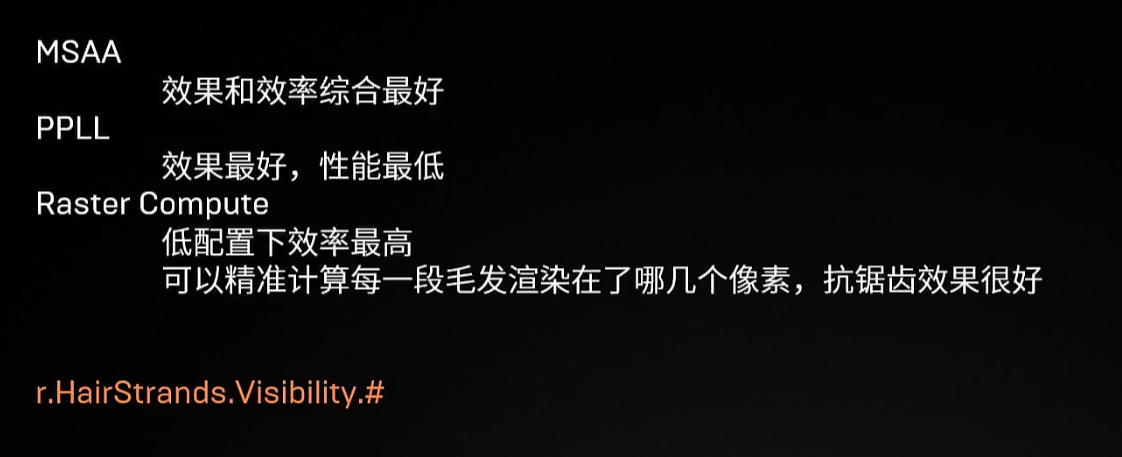 MSAA
效果和效率综合最好
PPLL
效果最好，性能最低
Raster Compute
低配置下效率最高
可以精准计算每一段毛发渲染在了哪几个像素，抗锯齿效果很好
r.HairStrands.Visibility.#